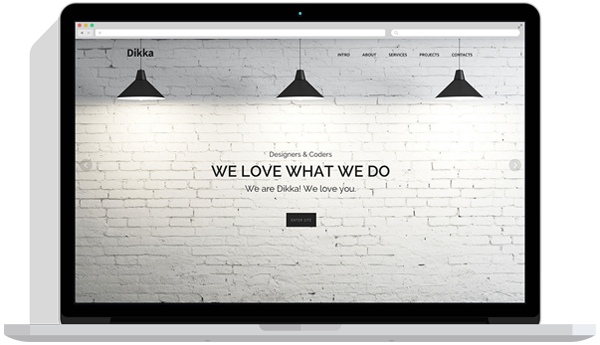 Dikka
INTRO ABOUT SERVICES PROJECTS CONTACTS
Designers & Coders
WE LOVE WHAT WE DO
We are Dikka! We love you.